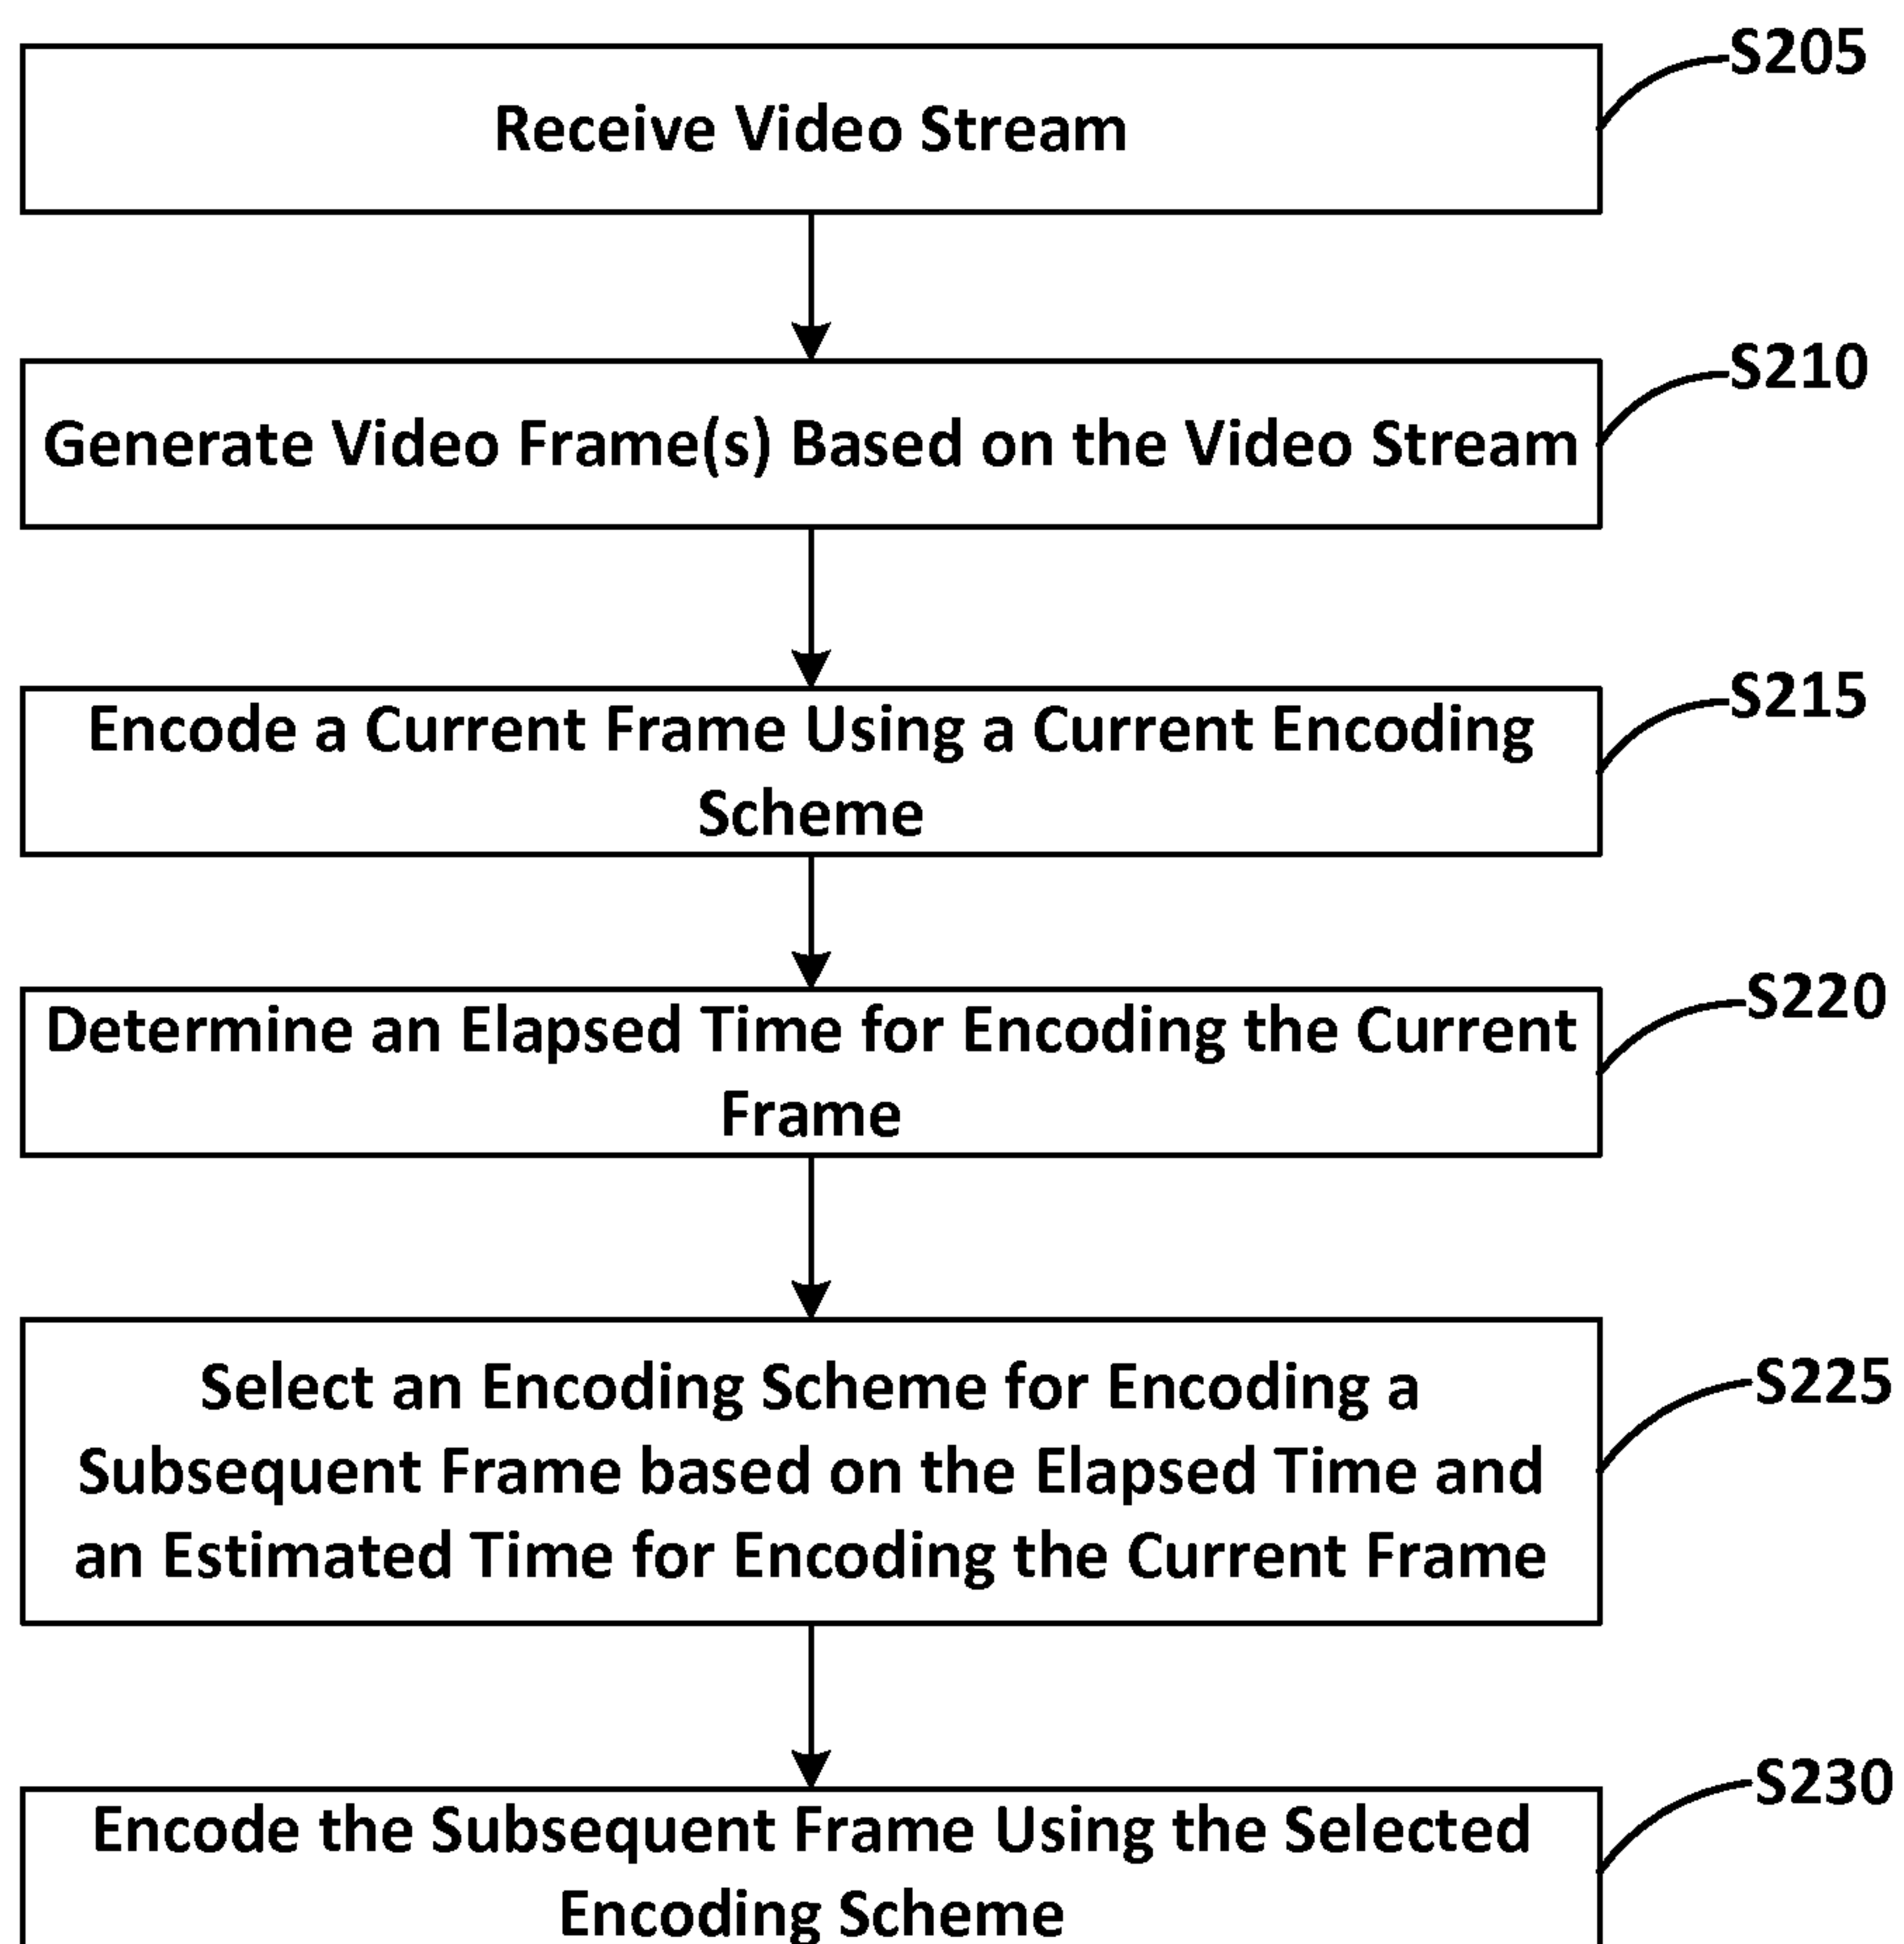 S205
Receive Video Stream
S210
Generate Video Frame(s) Based on the Video Stream
S215
Encode a Current Frame Using a Current Encoding
Scheme
S220
Determine an Elapsed Time for Encoding the Current
Frame
S225
Select an Encoding Scheme for Encoding a
Subsequent Frame based on the Elapsed Time and
an Estimated Time for Encoding the Current Frame
S230
Encode the Subsequent Frame Using the Selected
Encoding Scheme